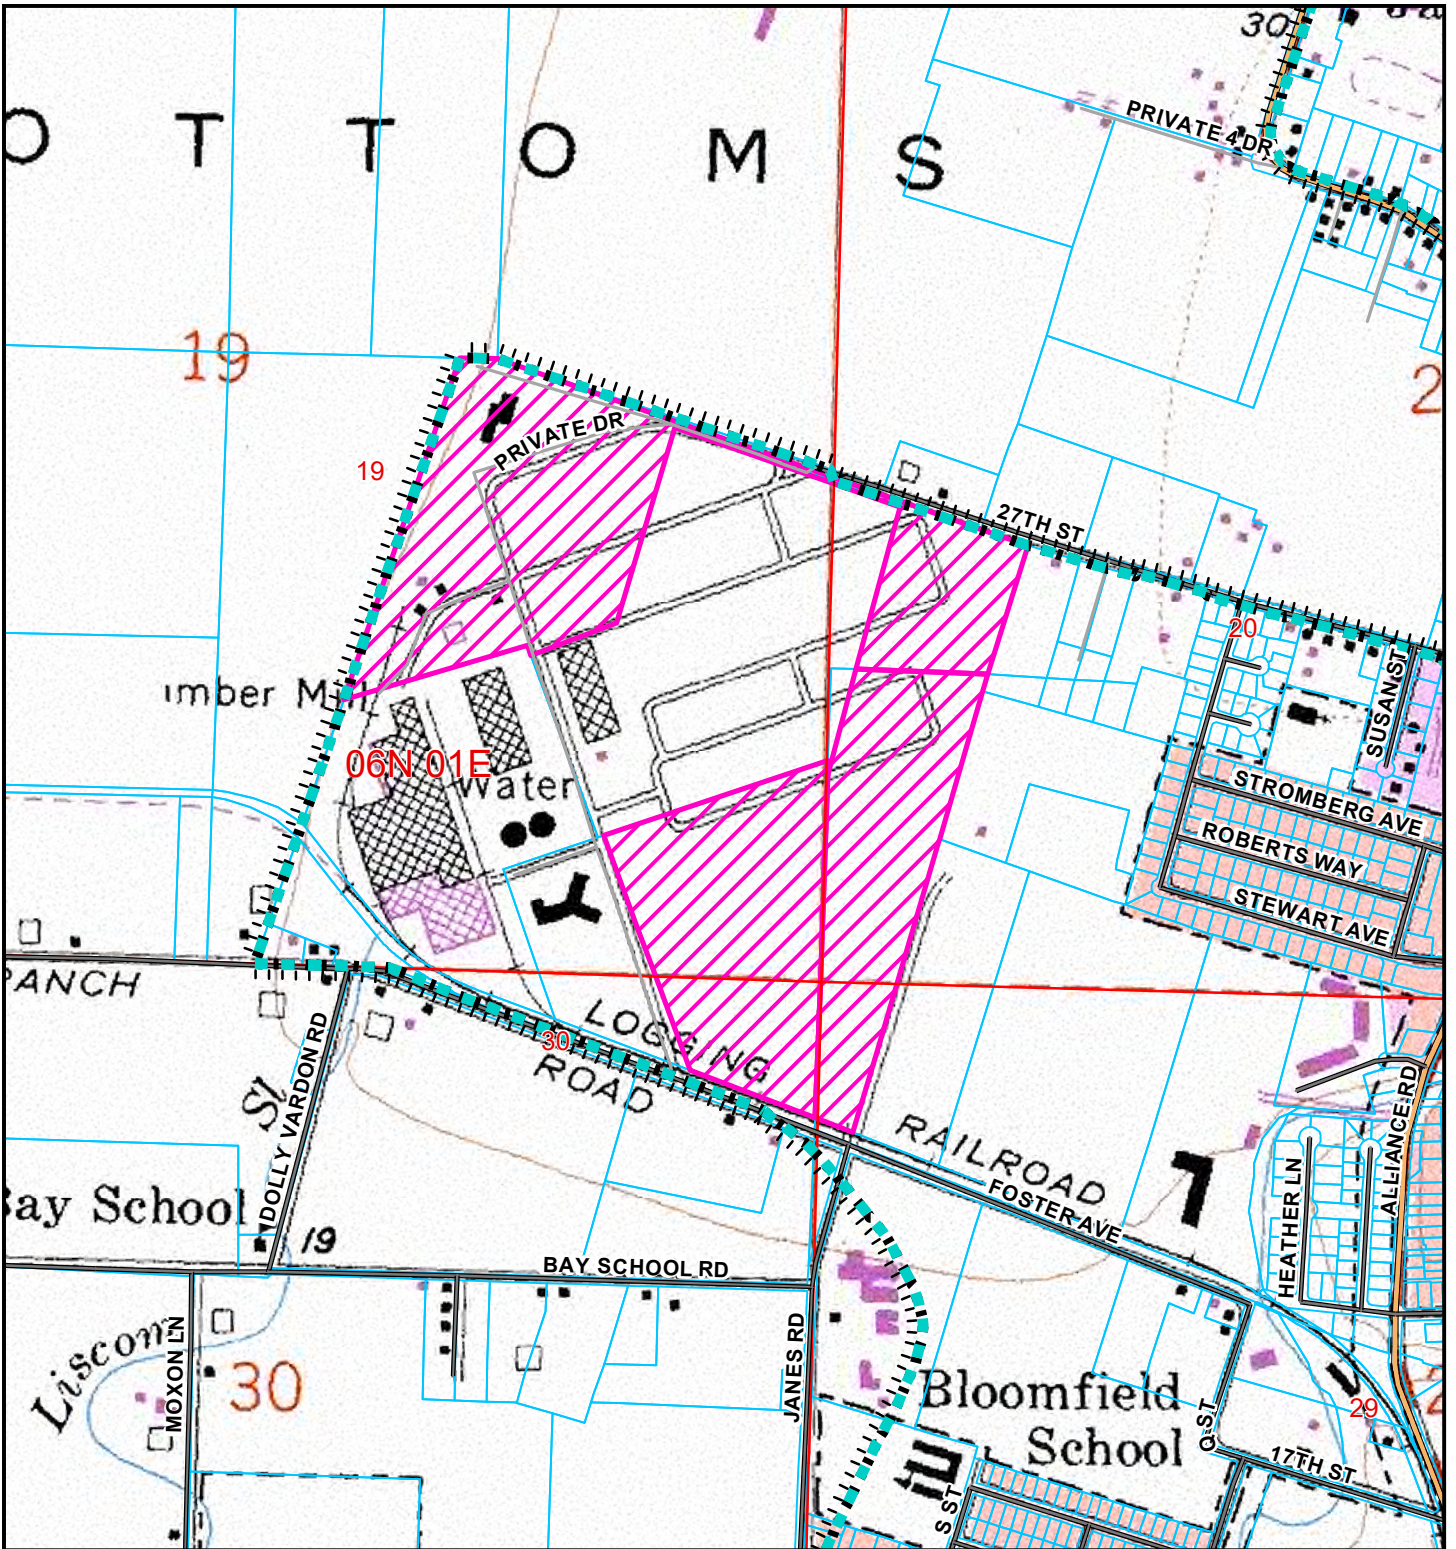 30
O T T O M S
PRIVATE 4 DR
19
2
19
PRIVATE DR
27TH ST
20
imber Mill
SUSAN ST
06N 01E
Water
STROMBERG AVE
ROBERTS WAY
STEWART AVE
RANCH
LOGGING
ROAD
30
RAILROAD
DOLLY VARDON RD
Sl
ALLIANCE RD
HEATHER LN
FOSTER AVE
Bay School
19
BAY SCHOOL RD
JANES RD
MOXON LN
Liscom
30
Bloomfield
School
29
2
Q ST
17TH ST
S ST